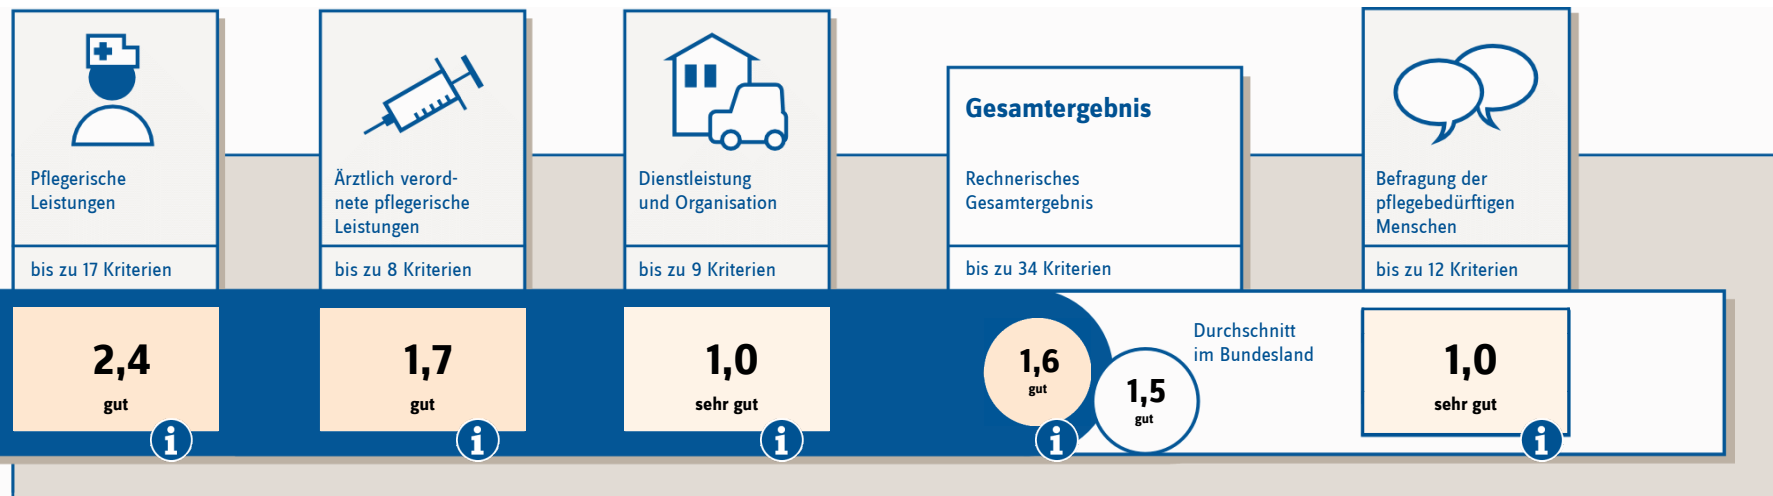 Pflegerische
Leistungen
bis zu 17 Kriterien
2,4
gut
i
Ärztlich verord-
nete pflegerische
Leistungen
bis zu 8 Kriterien
1,7
gut
i
Dienstleistung
und Organisation
bis zu 9 Kriterien
1,0
sehr gut
i
Gesamtergebnis
Rechnerisches
Gesamtergebnis
bis zu 34 Kriterien
1,6
gut
i
1,5
gut
Durchschnitt
im Bundesland
Befragung der
pflegebedürftigen
Menschen
bis zu 12 Kriterien
1,0
sehr gut
i